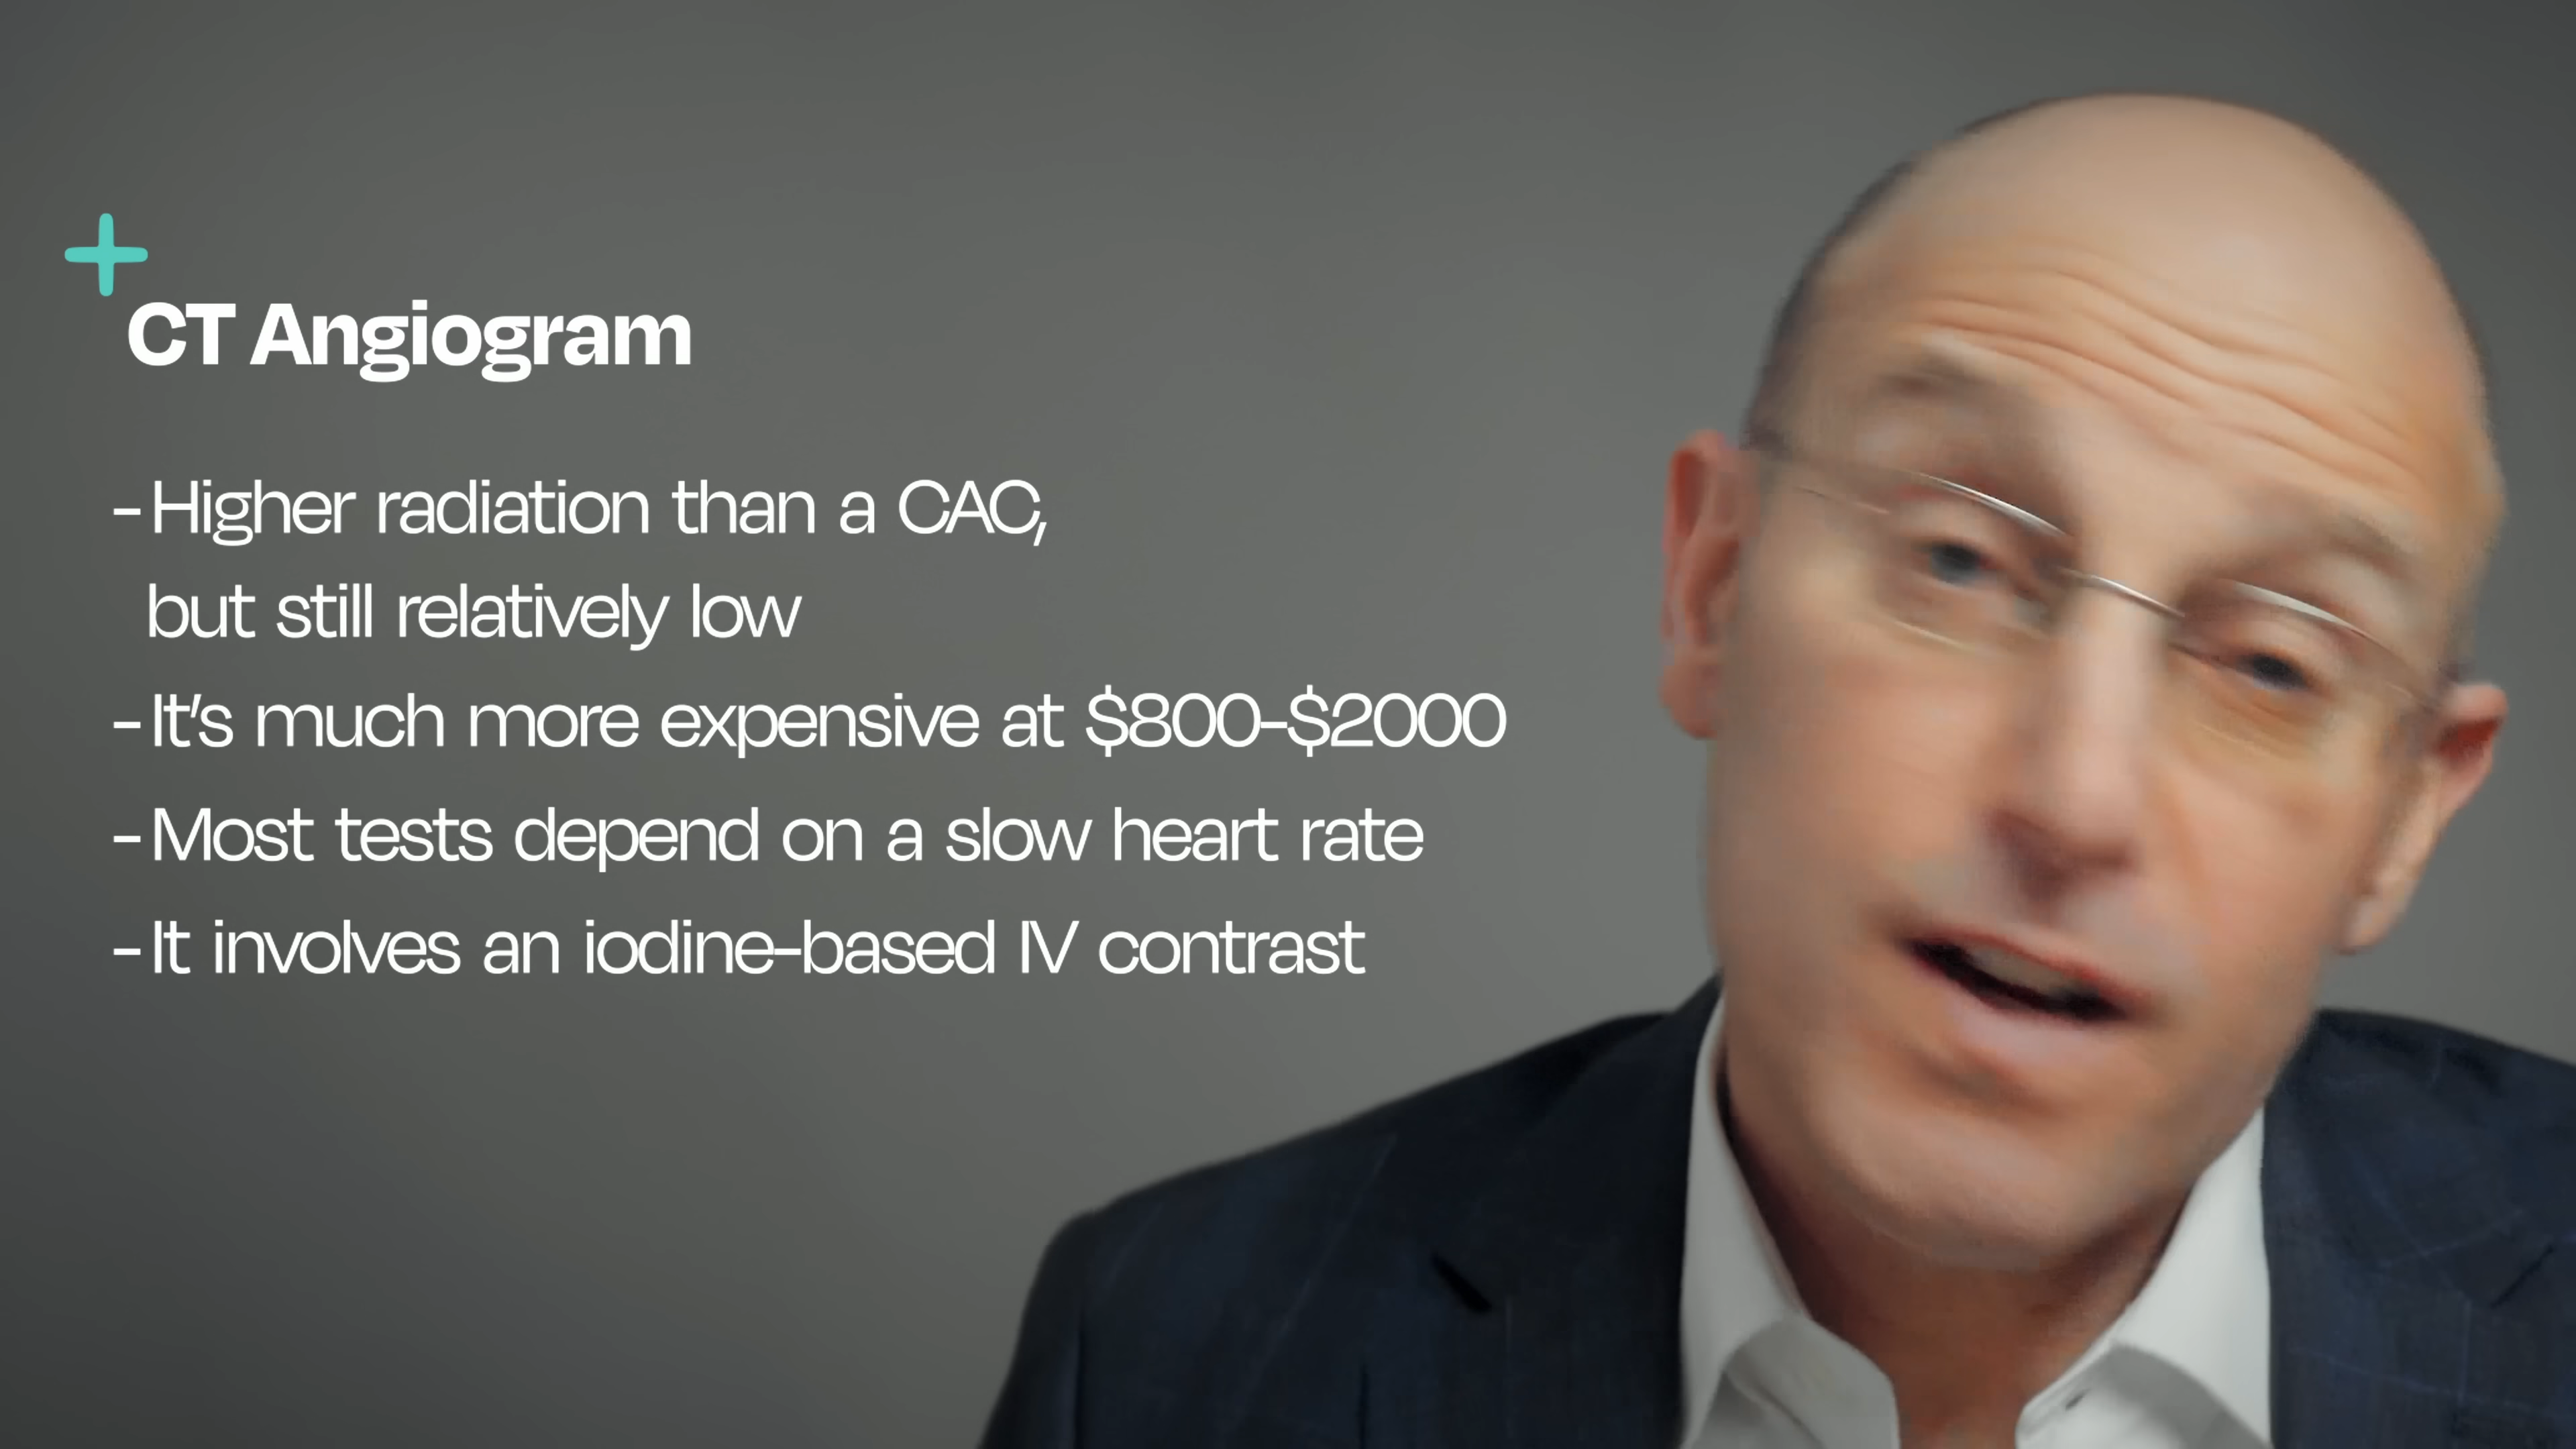 CT Angiogram
-Higher radiation than a CAC,
but still relatively low
-It's much more expensive at $800-$2000
-Most tests depend on a slow heart rate
-It involves an iodine-based IV contrast